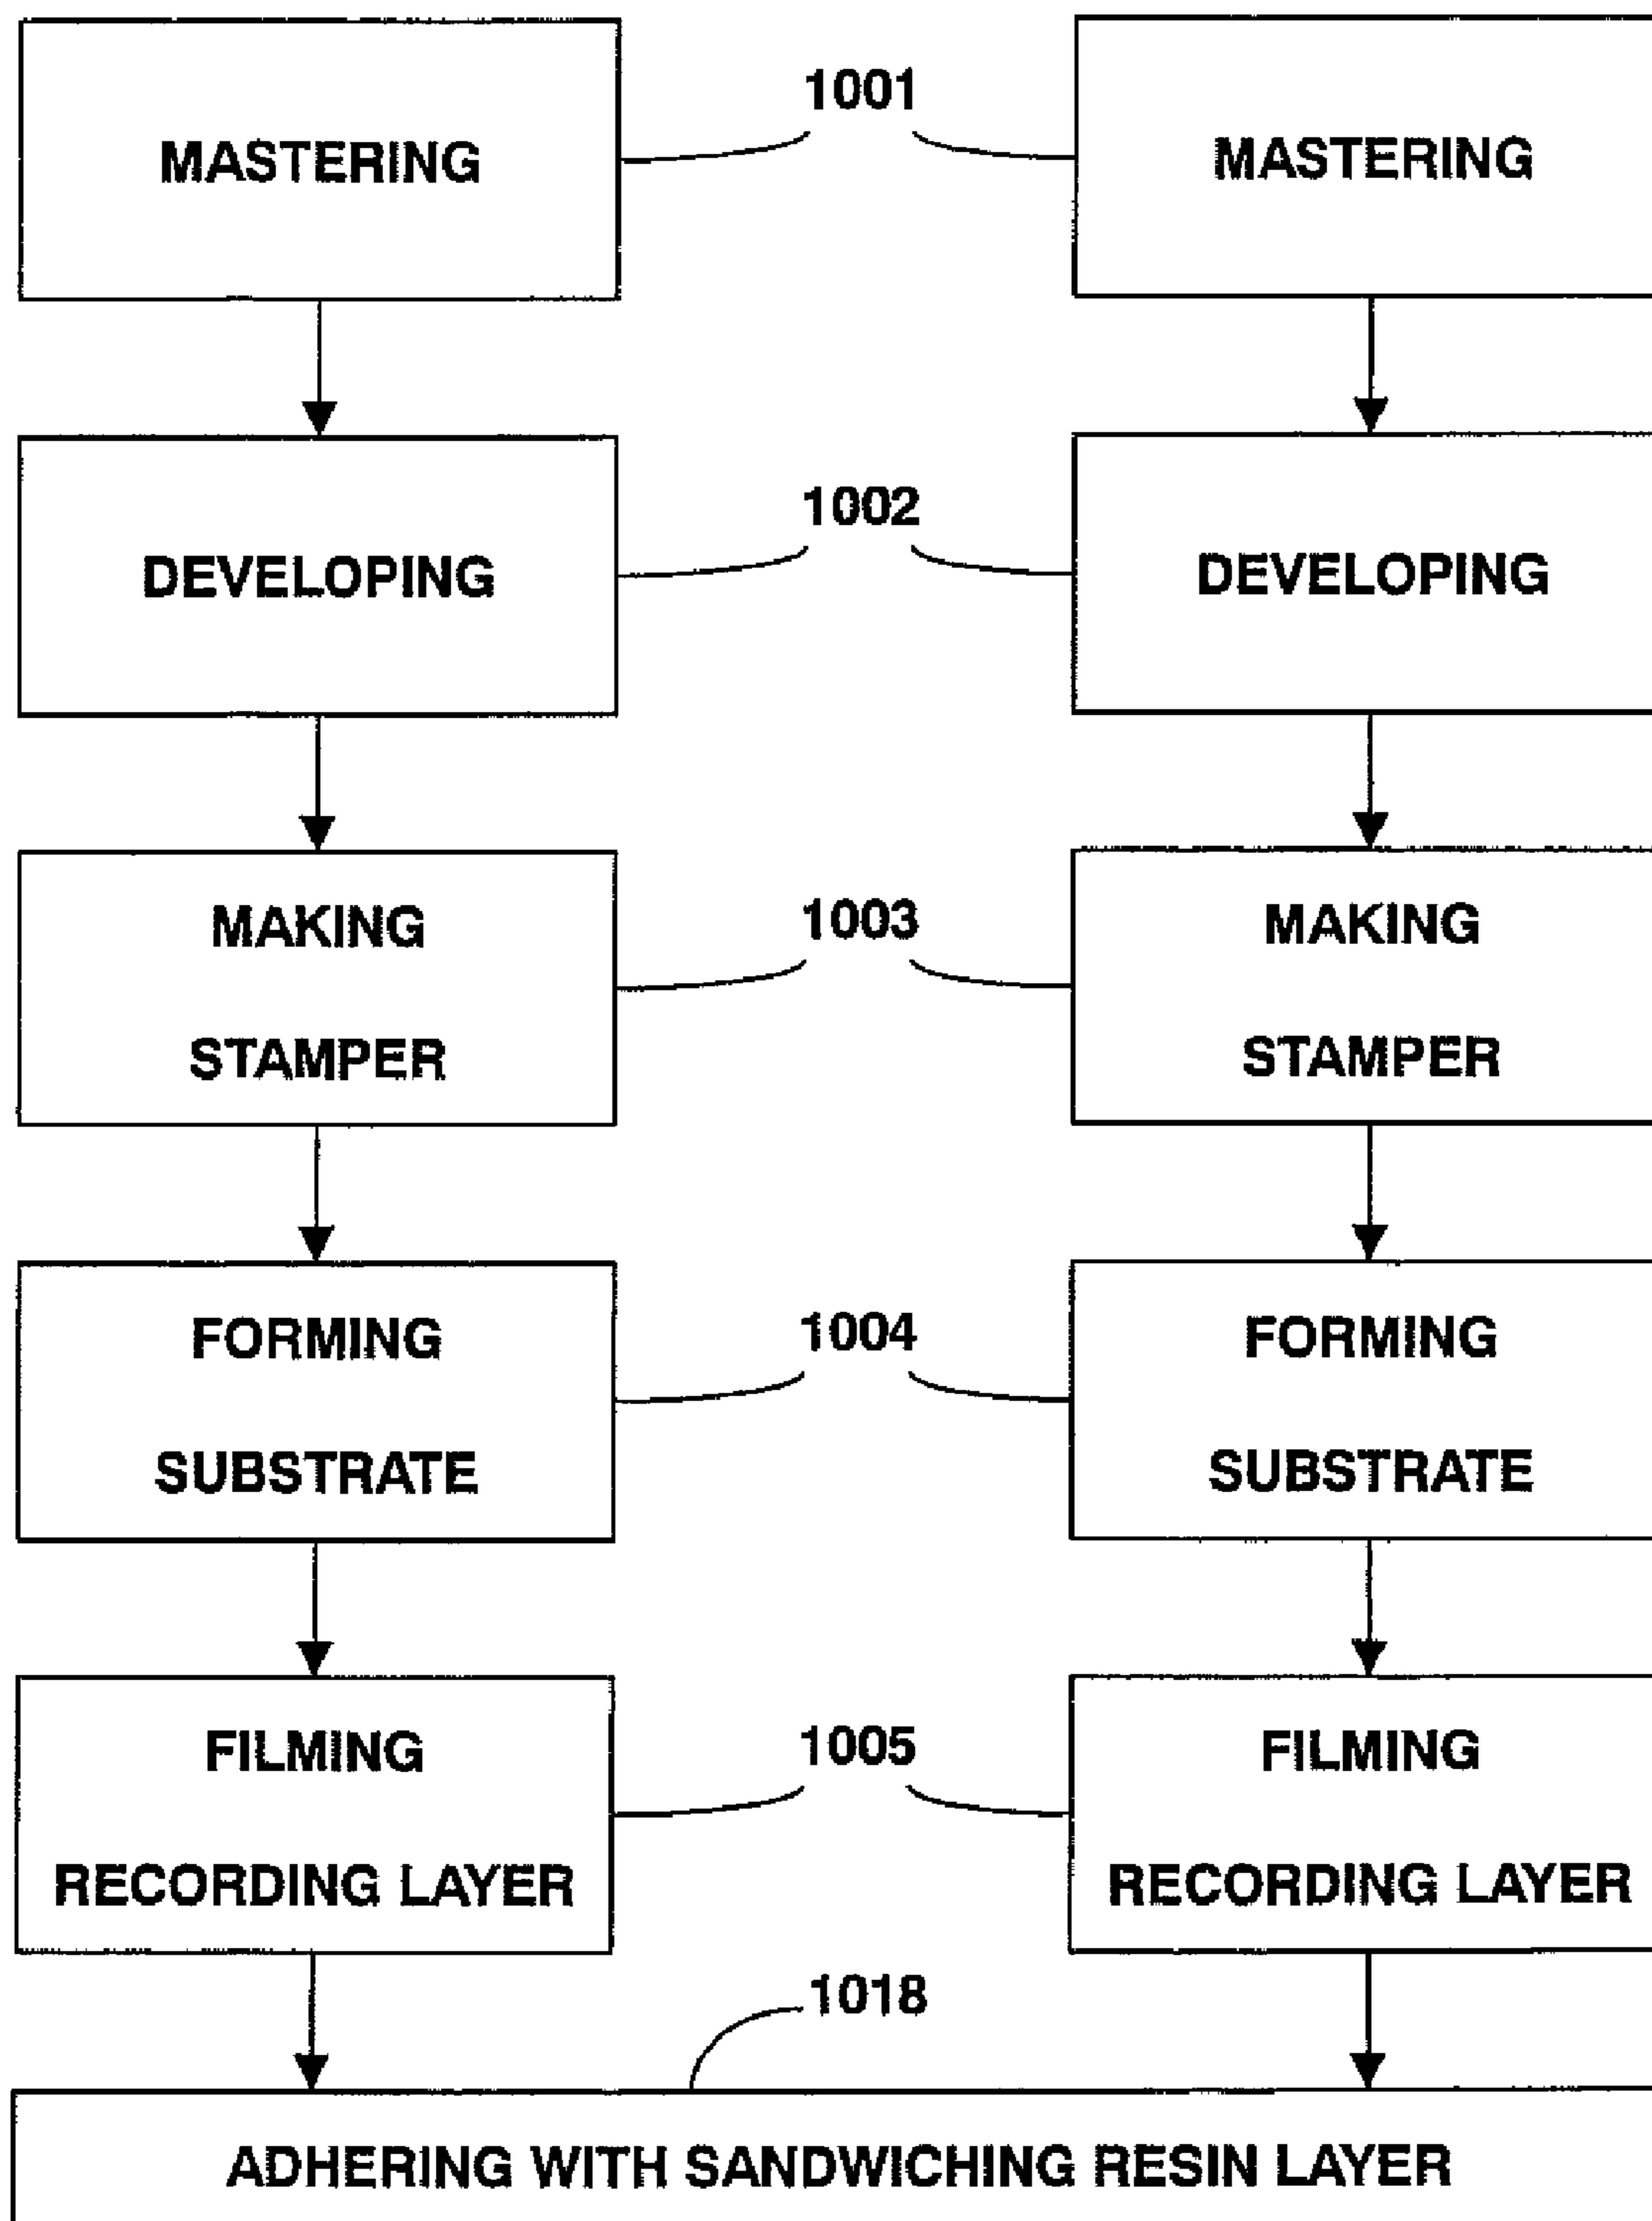 1001
MASTERING MASTERING
1002
DEVELOPING DEVELOPING
MAKING 1003 MAKING
STAMPER STAMPER
FORMING 1004 FORMING
SUBSTRATE SUBSTRATE
FILMING 1005 FILMING
RECORDING LAYER RECORDING LAYER
1018
ADHERING WITH SANDWICHING RESIN LAYER